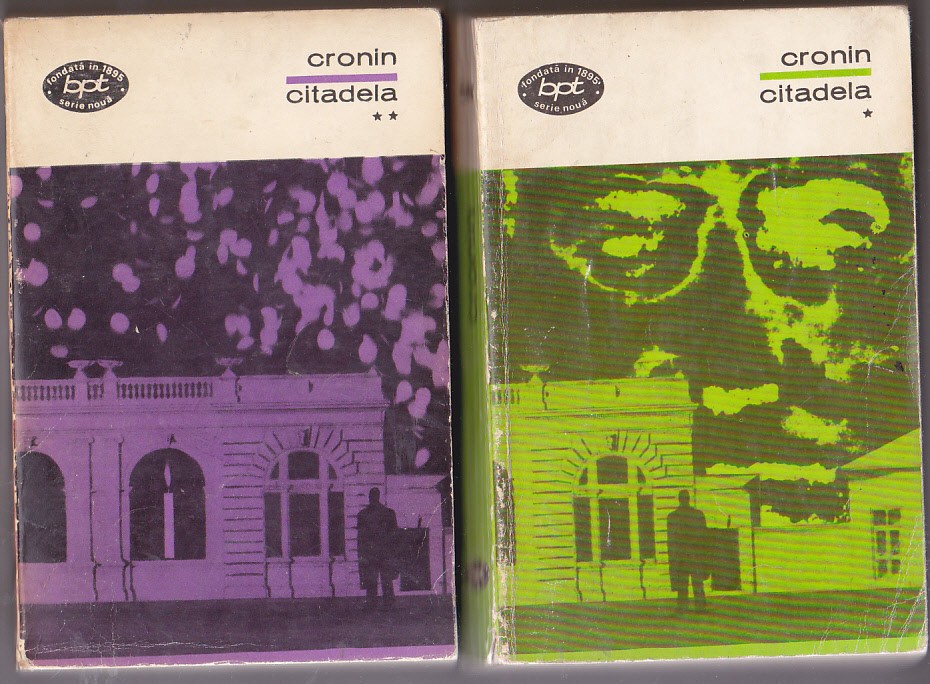 fondată în 1895
bpt
serie nouă
cronin
citadela
**
fondată în 1895
bpt
serie nouă
cronin
citadela
*